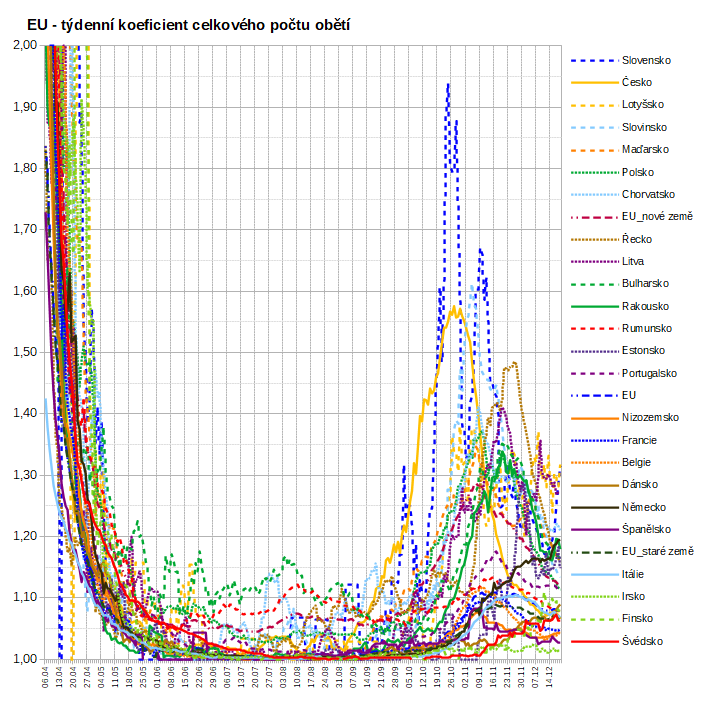 EU - týdenní koeficient celkového počtu obětí
2,00
1,90
1,80
1,70
1,60
1,50
1,40
1,30
1,20
1,10
1,00
06.04
13.04
20.04
27.04
04.05
11.05
18.05
25.05
01.06
08.06
15.06
22.06
29.06
06.07
13.07
20.07
27.07
03.08
10.08
17.08
24.08
31.08
07.09
14.09
21.09
28.09
05.10
12.10
19.10
26.10
02.11
09.11
16.11
23.11
30.11
07.12
14.12
Slovensko
Česko
Lotyšsko
Slovinsko
Maďarsko
Polsko
Chorvatsko
EU_nové země
Řecko
Litva
Bulharsko
Rakousko
Rumunsko
Estonsko
Portugalsko
EU
Nizozemsko
Francie
Belgie
Dánsko
Německo
Španělsko
EU_staré země
Itálie
Irsko
Finsko
Švédsko